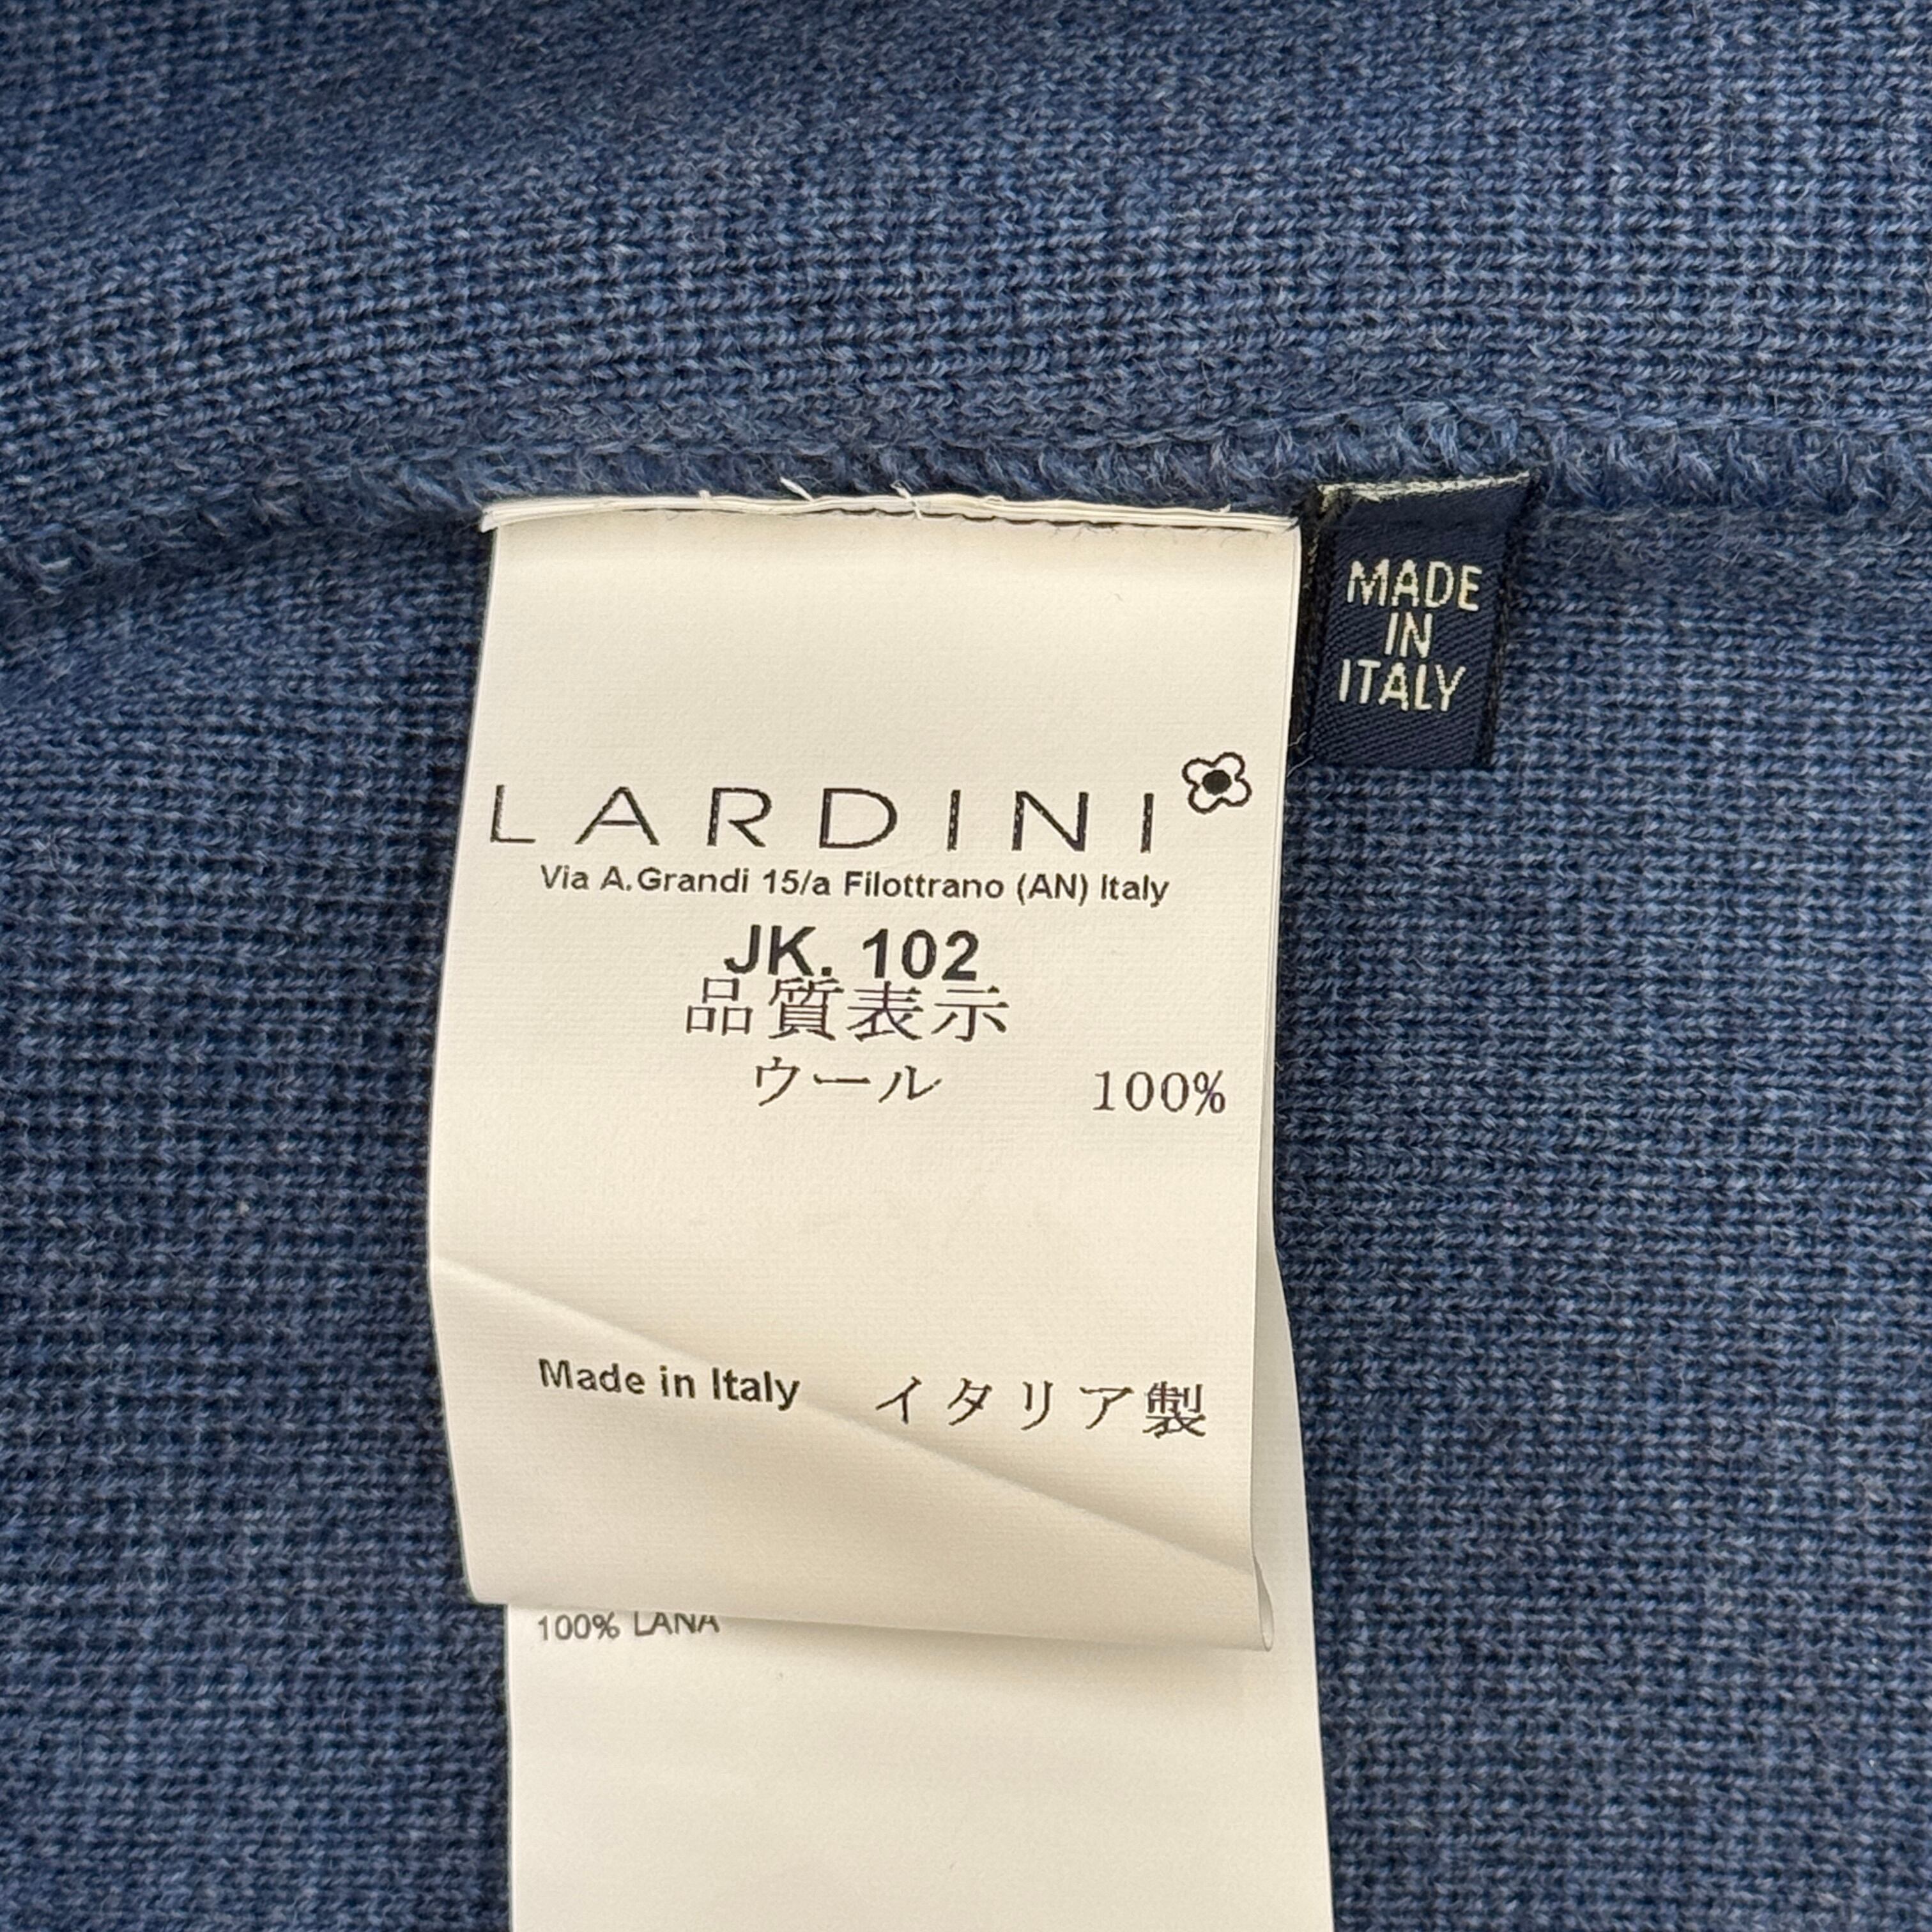 MADE
IN
ITALY
LARDINI
Via A.Grandi 15/a Filottrano (AN) Italy
JK. 102
品質表示
ウール 100%
Made in Italy イタリア製
100% LANA